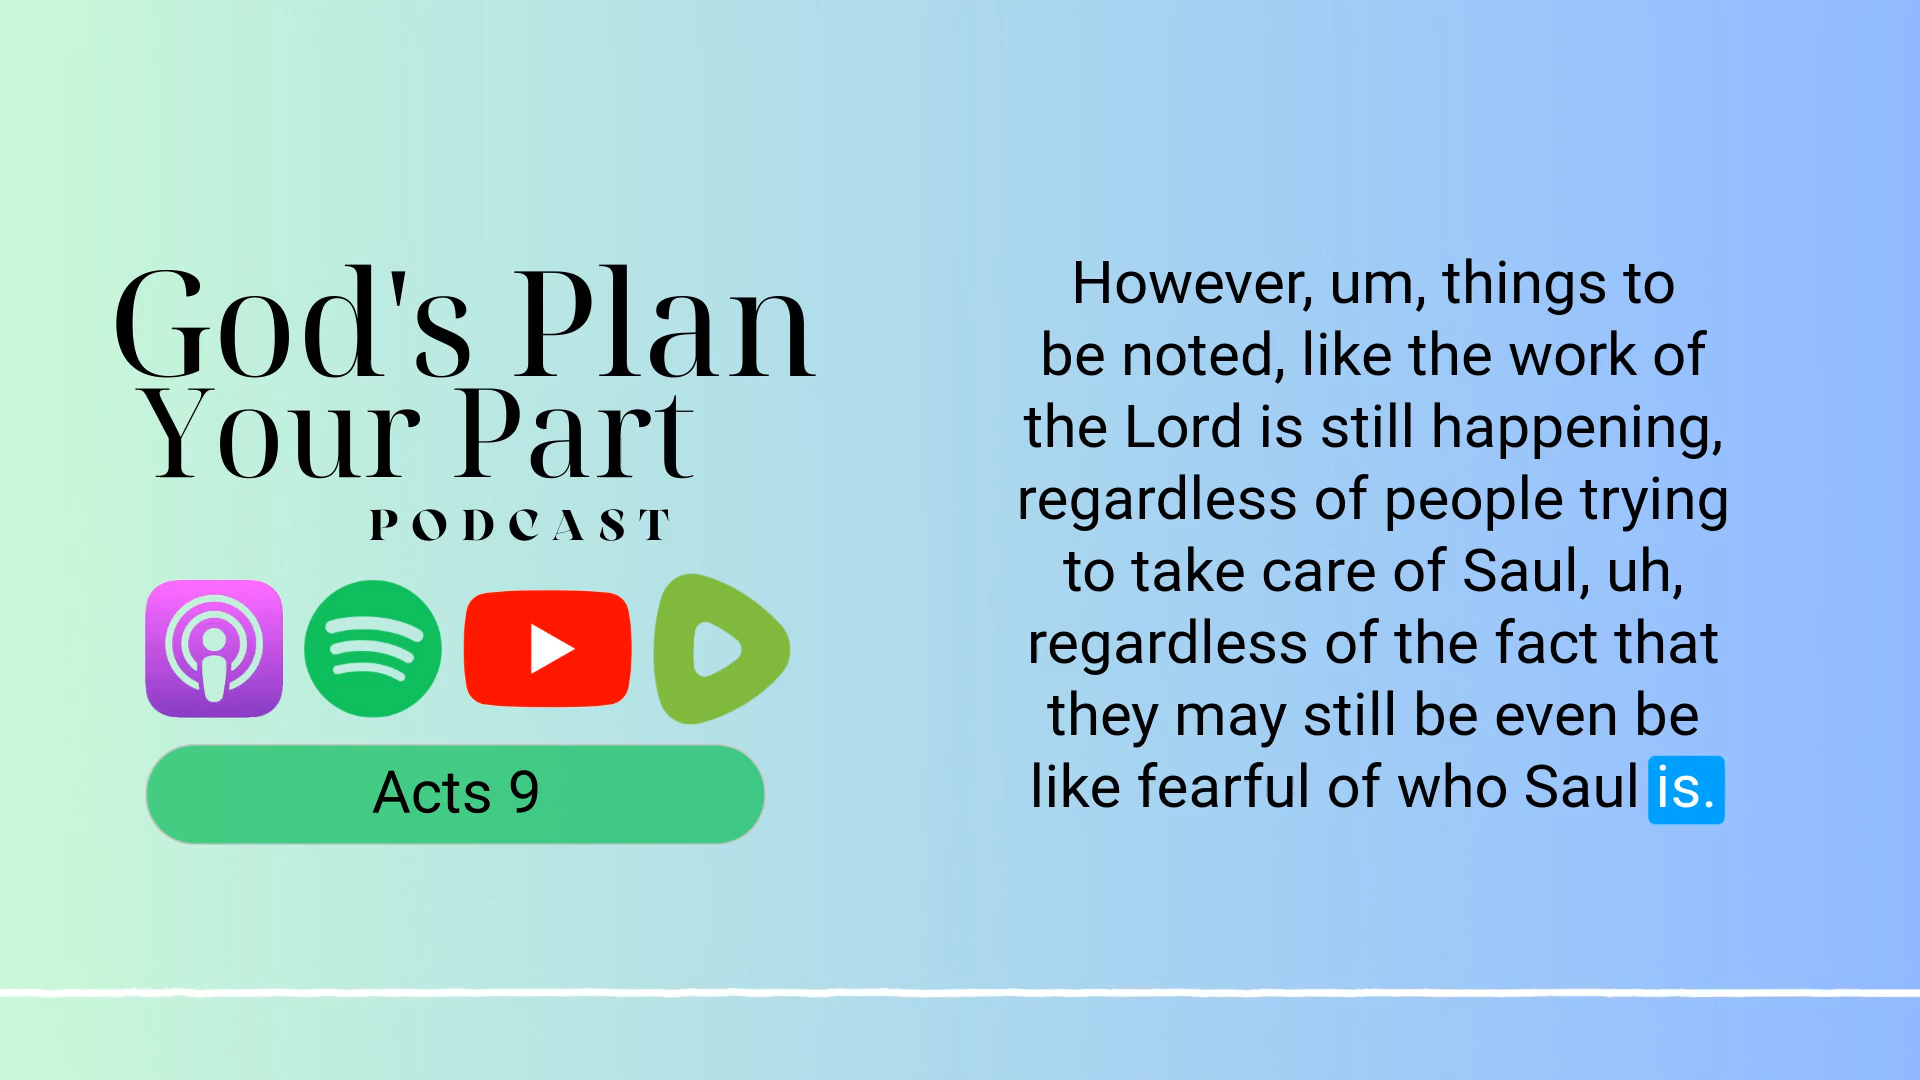 God's Plan
Your Part
PODCAST
Acts 9
However, um, things to
be noted, like the work of
the Lord is still happening,
regardless of people trying
to take care of Saul, uh,
regardless of the fact that
they may still be even be
like fearful of who Saul is.